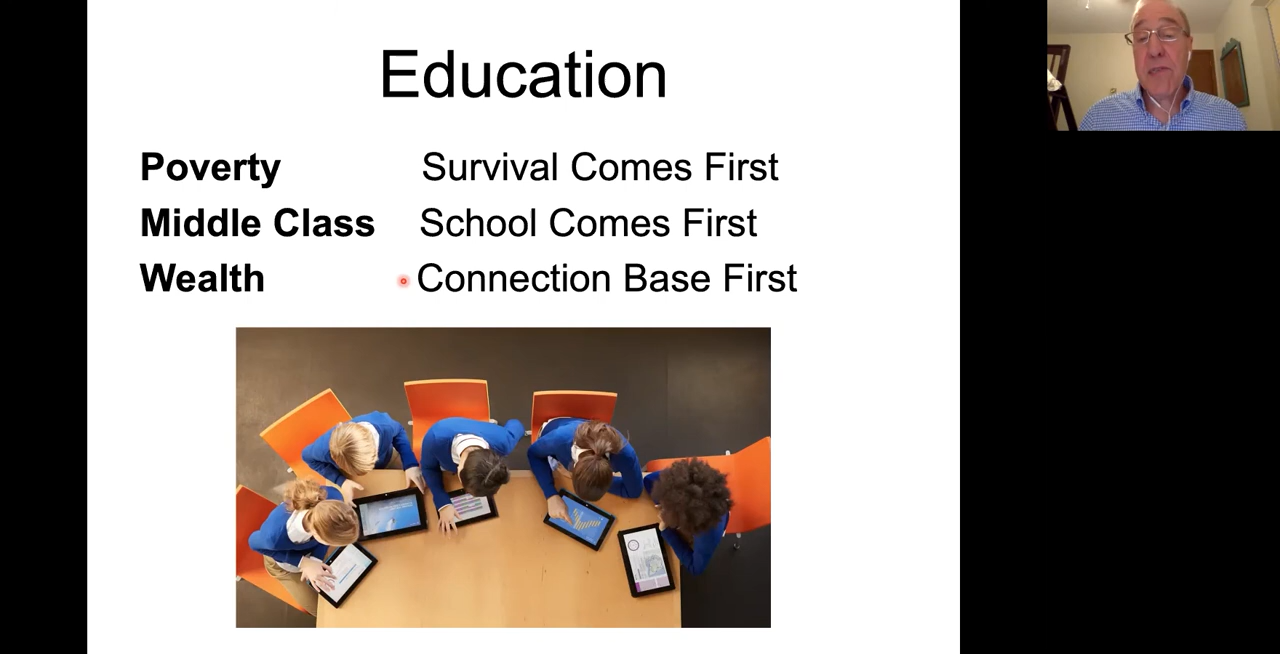 Education
Poverty Survival Comes First
Middle Class School Comes First
Wealth Connection Base First